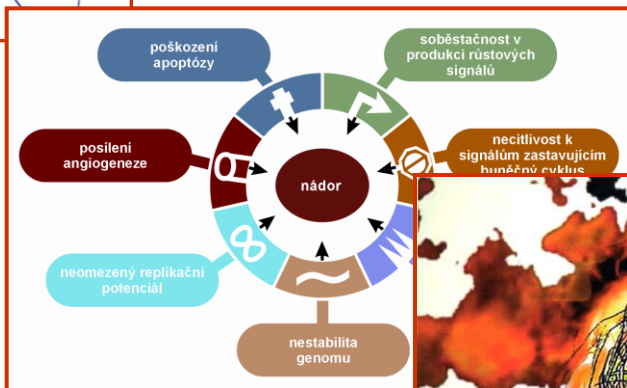 poškození
apoptózy
soběstačnost v
produkci růstových
signálů
posílení
angiogeneze
necitlivost k
signálům zastavujícím
buněčný cyklus
nádor
neomezený replikační
potenciál
nestabilita
genomu